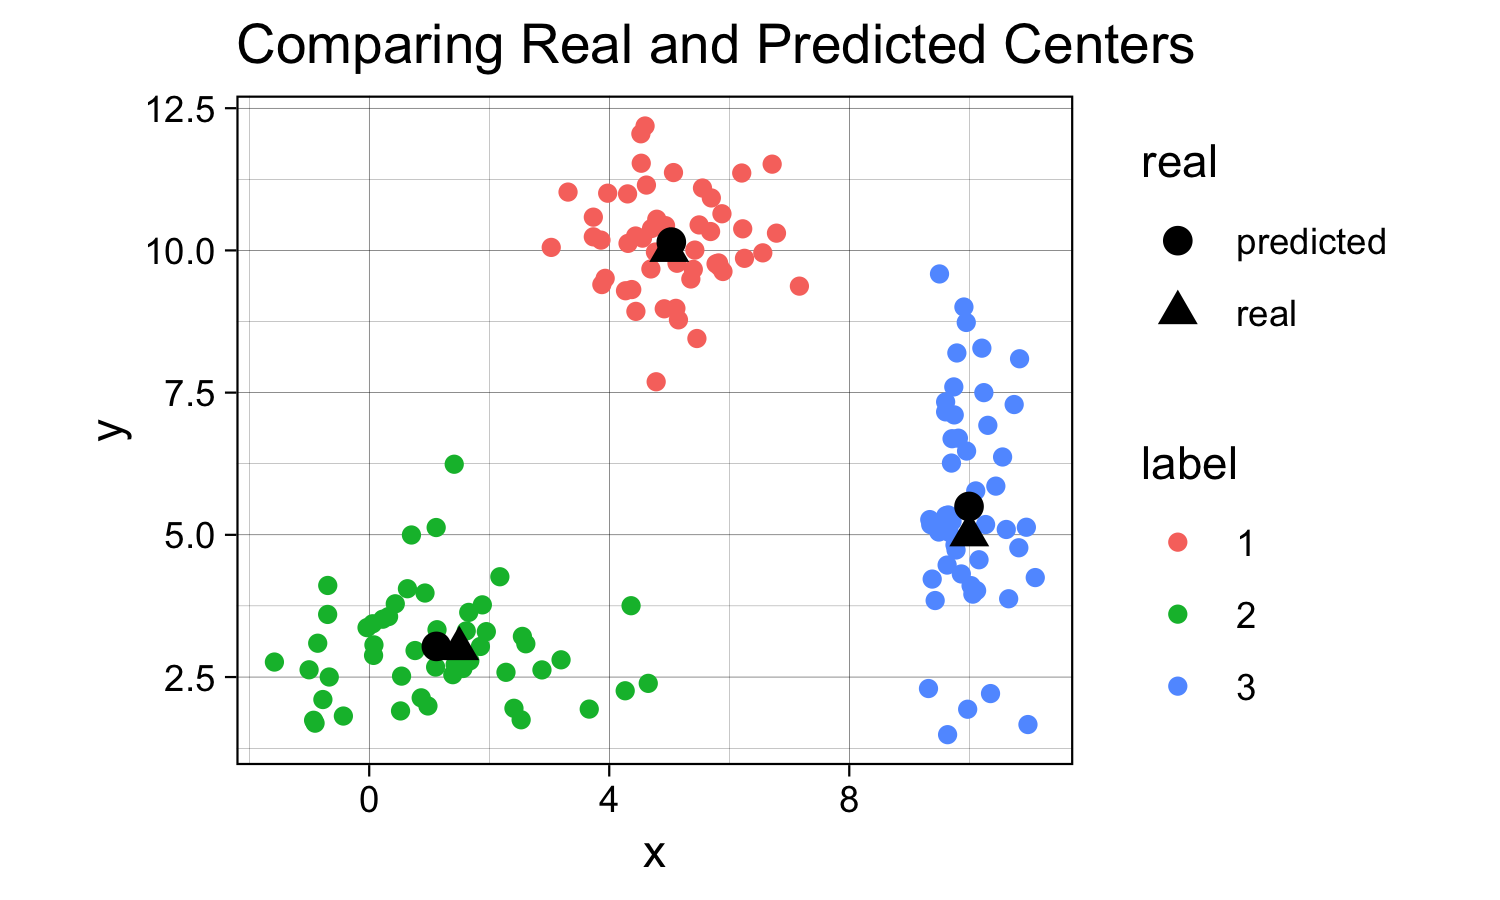 Comparing Real and Predicted Centers
12.5
10.0
7.5
5.0
2.5
y
0 4 8
x
real
predicted
real
label
1
2
3